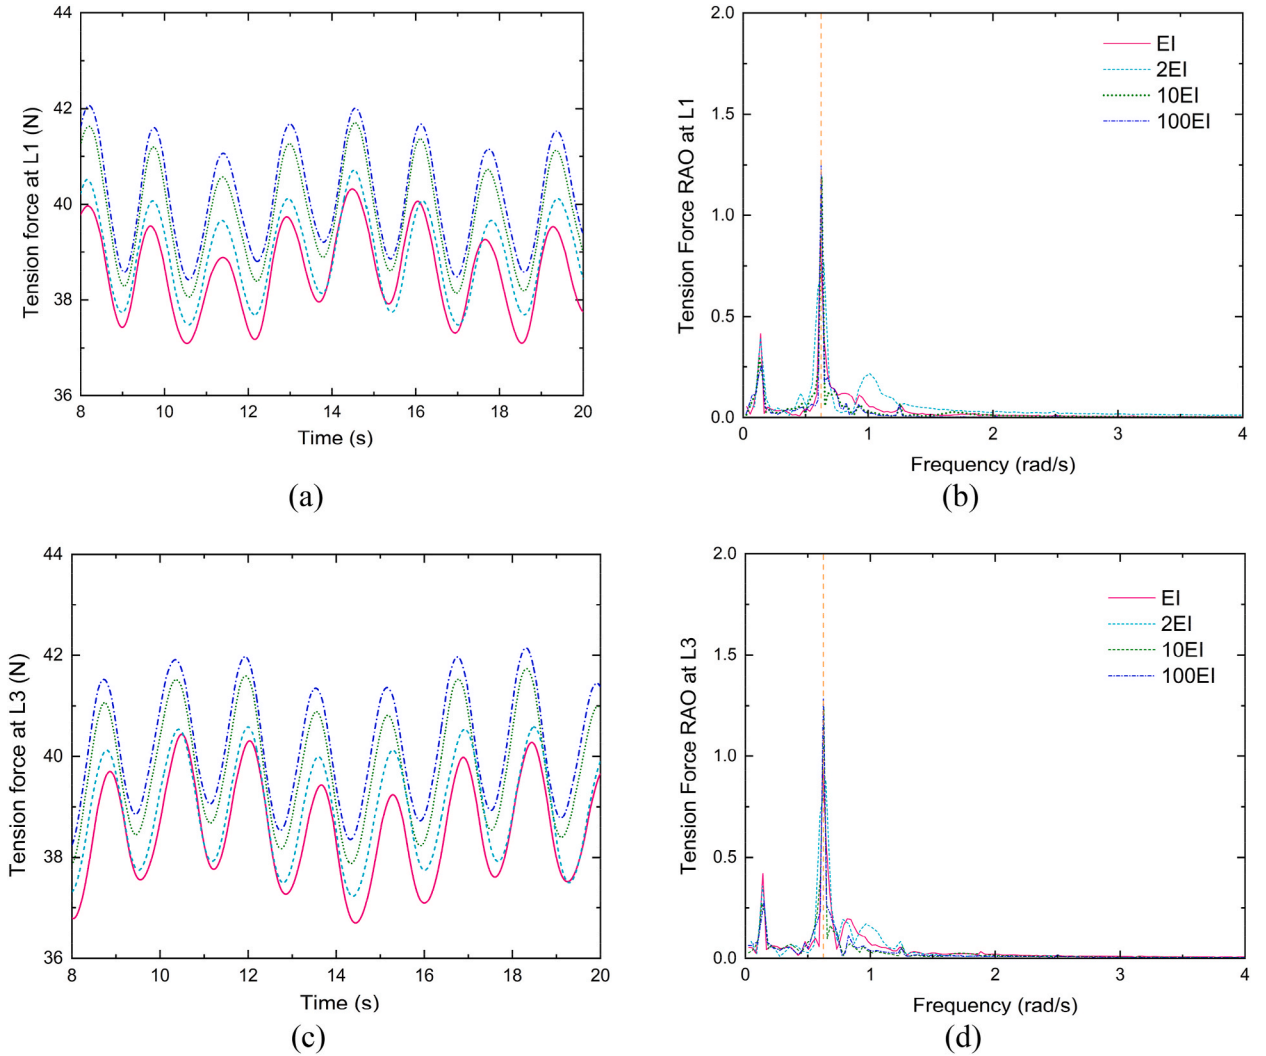 44
42
40
38
36
Tension force at L1 (N)
8 10 12 14 16 18 20
Time (s)
(a)
2.0
1.5
1.0
0.5
0.0
Tension Force RAO at L1
EI
2EI
10EI
100EI
0 1 2 3 4
Frequency (rad/s)
(b)
44
42
40
38
36
Tension force at L3 (N)
8 10 12 14 16 18 20
Time (s)
(c)
2.0
1.5
1.0
0.5
0.0
Tension Force RAO at L3
EI
2EI
10EI
100EI
0 1 2 3 4
Frequency (rad/s)
(d)